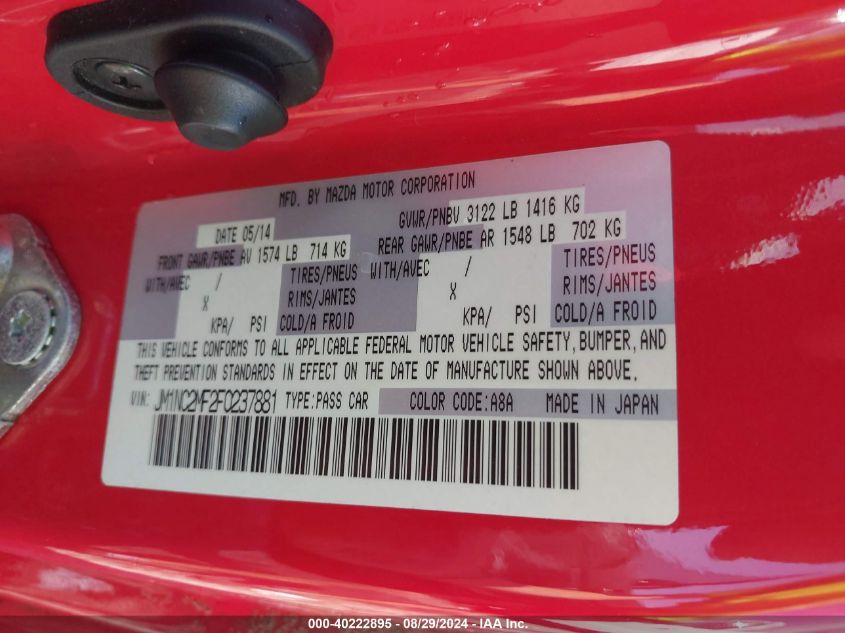 MFD. BY MAZDA MOTOR CORPORATION
DATE 05/14 GVWR/PNBV 3122 LB 1416 KG
FRONT GAWR/PNBE AV 1574 LB 714 KG REAR GAWR/PNBE AR 1548 LB 702 KG
WITH/AVEC / TIRES/PNEUS WITH/AVEC / TIRES/PNEUS
X RIMS/JANTES X RIMS/JANTES
KPA/ PSI COLD/A FROID KPA/ PSI COLD/A FROID
THIS VEHICLE CONFORMS TO ALL APPLICABLE FEDERAL MOTOR VEHICLE SAFETY, BUMPER, AND
THEFT PREVENTION STANDARDS IN EFFECT ON THE DATE OF MANUFACTURE SHOWN ABOVE.
VIN: JM1NC2MF2F0237881 TYPE:PASS CAR COLOR CODE:A8A MADE IN JAPAN
000-40222895 - 08/29/2024 - IAA Inc.